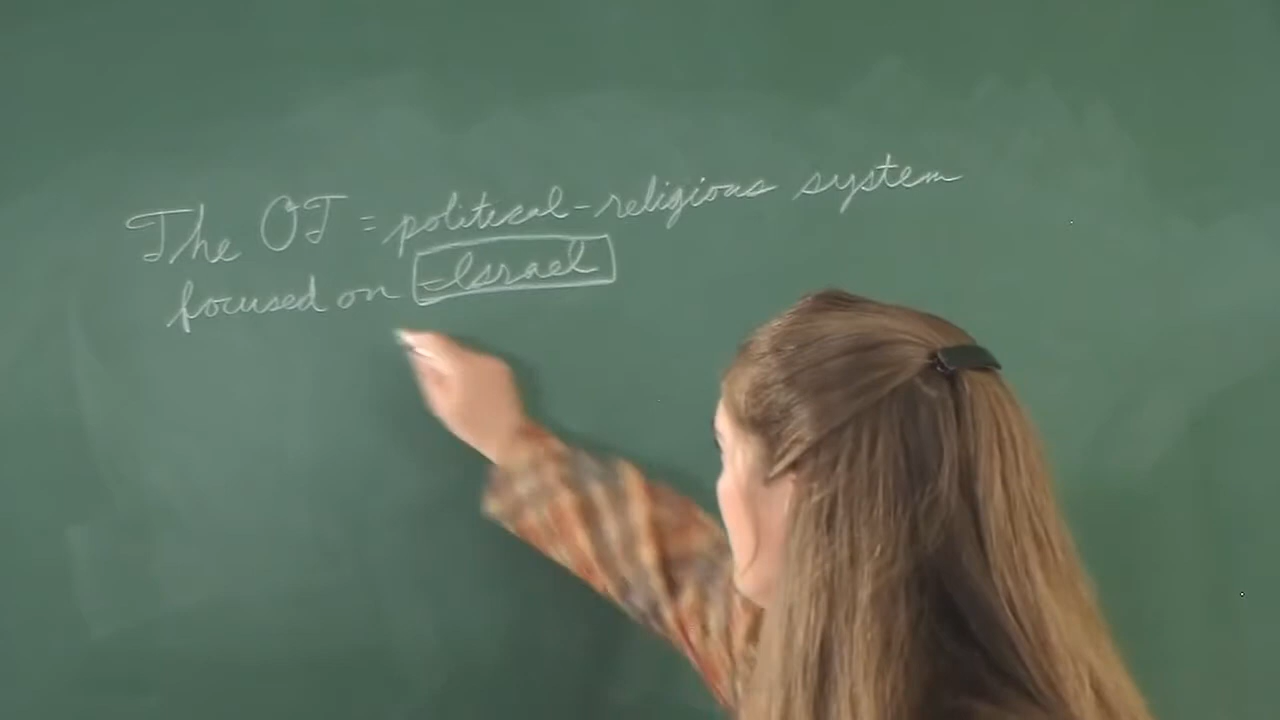 The OT = political-religious system
focused on Israel